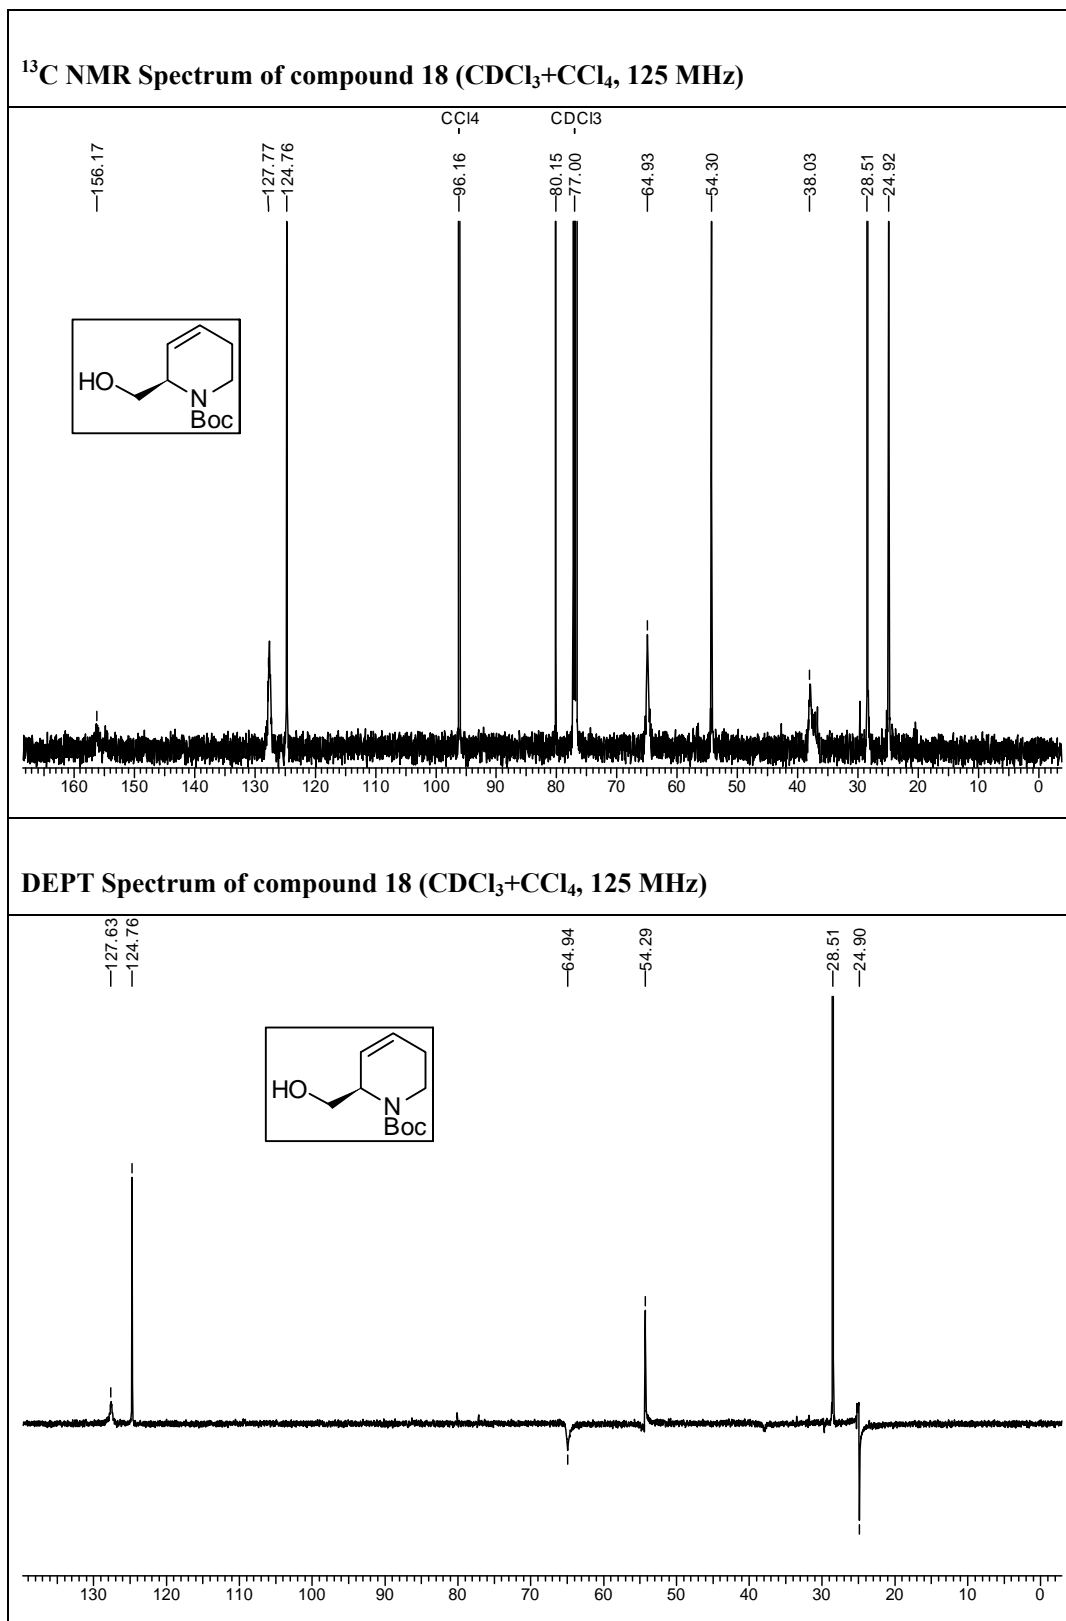 ¹³C NMR Spectrum of compound 18 (CDCl₃+CCl₄, 125 MHz)
CCl4 CDCl3
156.17 127.77 124.76 96.16 80.15 77.00 64.93 54.30 38.03 28.51 24.92
HO N
Boc
160 150 140 130 120 110 100 90 80 70 60 50 40 30 20 10 0
DEPT Spectrum of compound 18 (CDCl₃+CCl₄, 125 MHz)
127.63 124.76 64.94 54.29 28.51 24.90
HO N
Boc
130 120 110 100 90 80 70 60 50 40 30 20 10 0